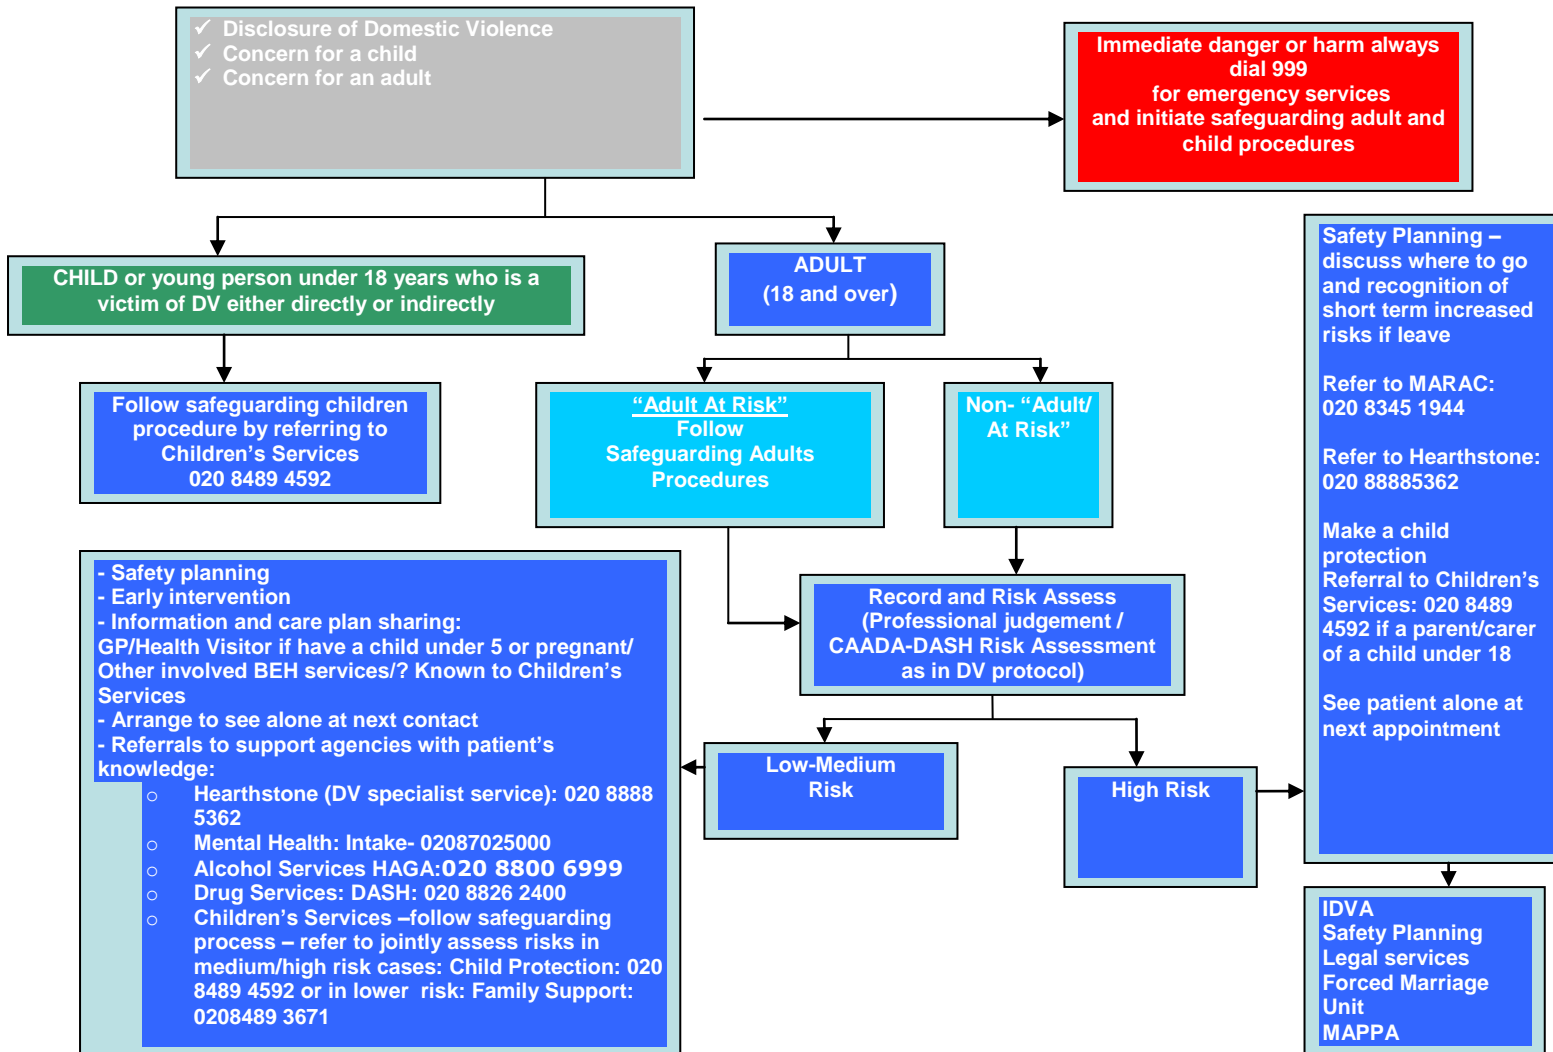 ✓ Disclosure of Domestic Violence
✓ Concern for a child
✓ Concern for an adult
Immediate danger or harm always
dial 999
for emergency services
and initiate safeguarding adult and
child procedures
CHILD or young person under 18 years who is a
victim of DV either directly or indirectly
ADULT
(18 and over)
Follow safeguarding children
procedure by referring to
Children’s Services
020 8489 4592
“Adult At Risk”
Follow
Safeguarding Adults
Procedures
Non- “Adult/
At Risk”
Record and Risk Assess
(Professional judgement /
CAADA-DASH Risk Assessment
as in DV protocol)
Low-Medium
Risk
High Risk
- Safety planning
- Early intervention
- Information and care plan sharing:
GP/Health Visitor if have a child under 5 or pregnant/
Other involved BEH services/? Known to Children’s
Services
- Arrange to see alone at next contact
- Referrals to support agencies with patient’s
knowledge:
o Hearthstone (DV specialist service): 020 8888
5362
o Mental Health: Intake- 02087025000
o Alcohol Services HAGA:020 8800 6999
o Drug Services: DASH: 020 8826 2400
o Children’s Services –follow safeguarding
process – refer to jointly assess risks in
medium/high risk cases: Child Protection: 020
8489 4592 or in lower risk: Family Support:
0208489 3671
Safety Planning –
discuss where to go
and recognition of
short term increased
risks if leave
Refer to MARAC:
020 8345 1944
Refer to Hearthstone:
020 88885362
Make a child
protection
Referral to Children’s
Services: 020 8489
4592 if a parent/carer
of a child under 18
See patient alone at
next appointment
IDVA
Safety Planning
Legal services
Forced Marriage
Unit
MAPPA